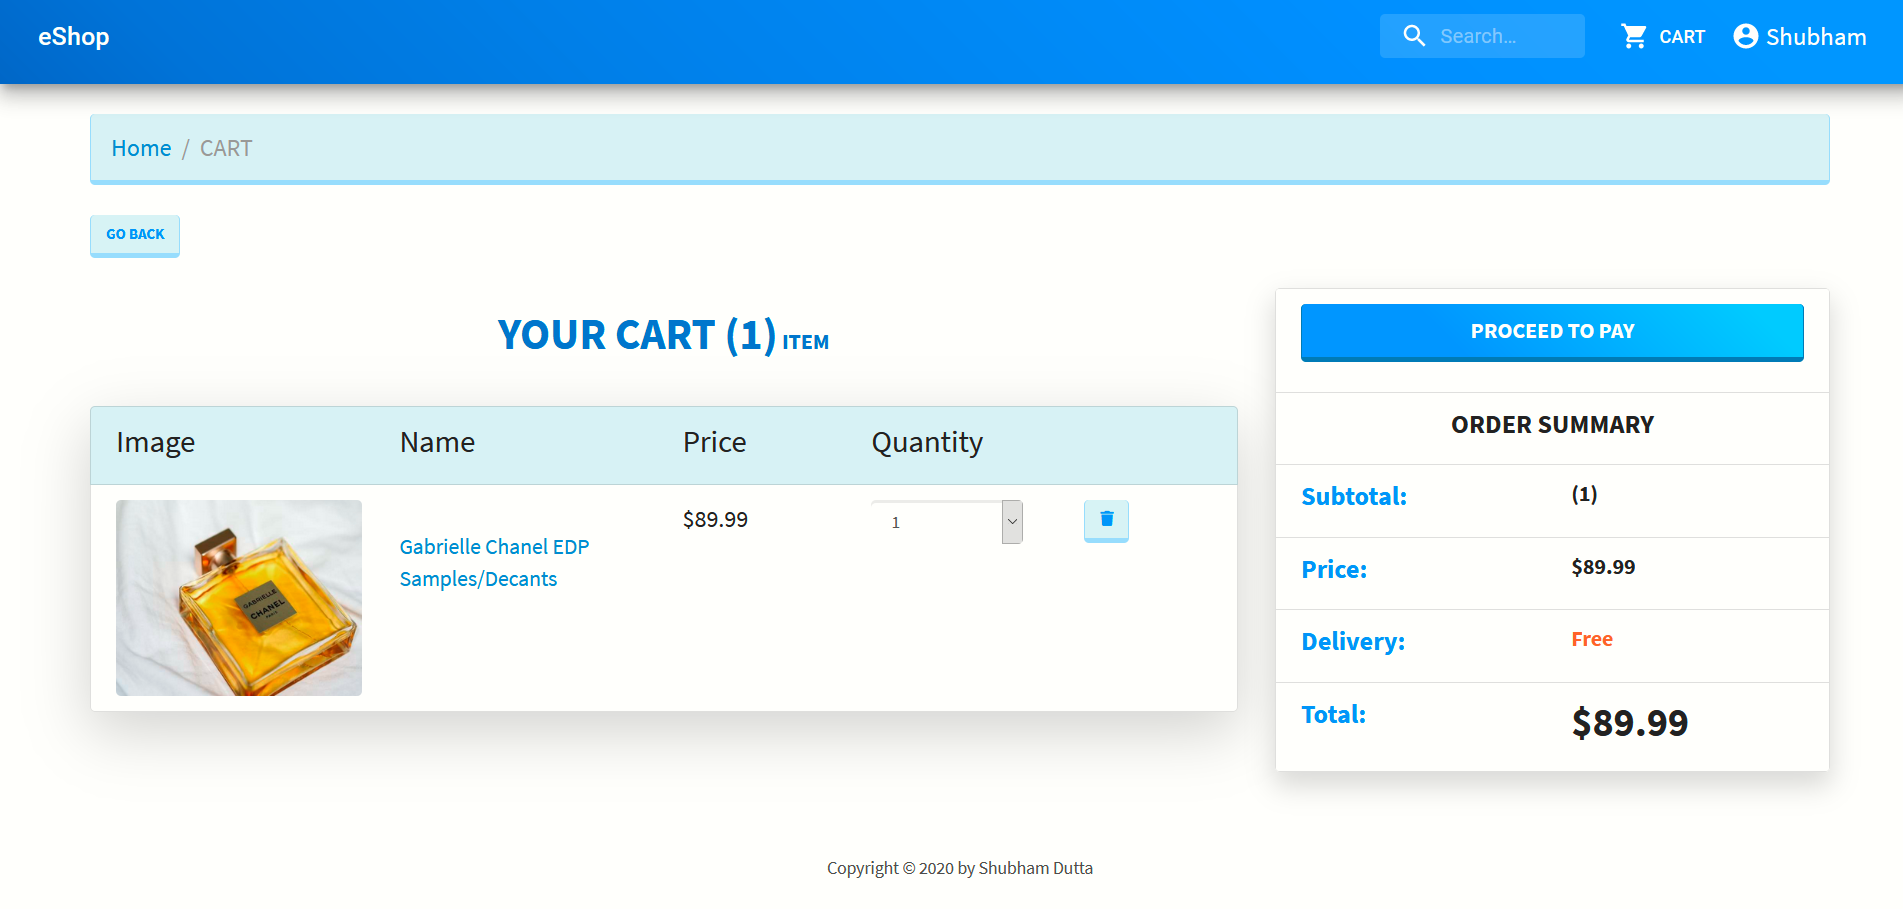 eShop
Search...
CART
Shubham
Home / CART
GO BACK
YOUR CART (1) ITEM
Image Name Price Quantity
GABRIELLE
CHANEL
PARIS
Gabrielle Chanel EDP
Samples/Decants
$89.99
1
PROCEED TO PAY
ORDER SUMMARY
Subtotal: (1)
Price: $89.99
Delivery: Free
Total: $89.99
Copyright © 2020 by Shubham Dutta